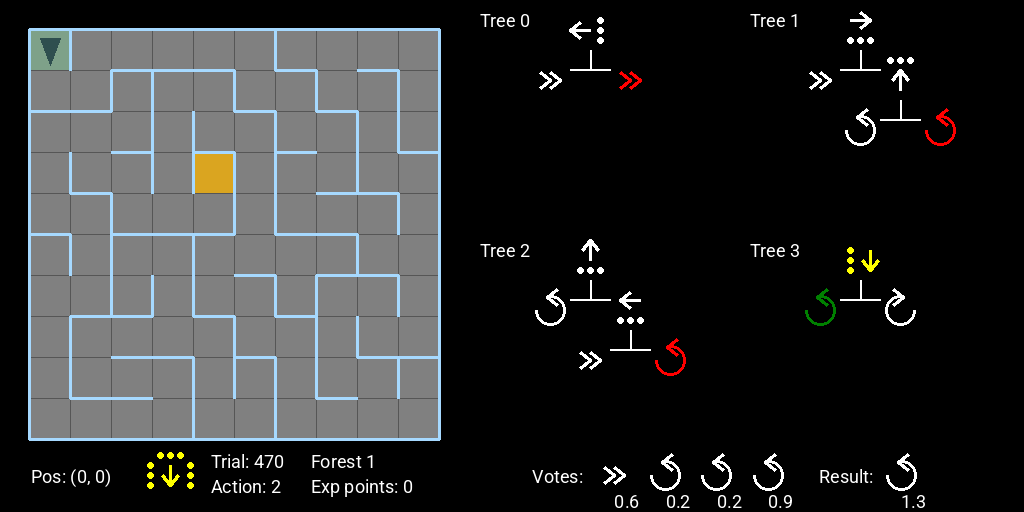 Tree 0
Tree 1
Tree 2
Tree 3
Pos: (0, 0)
Trial: 470
Forest 1
Action: 2
Exp points: 0
Votes:
0.6
0.2
0.2
0.9
Result:
1.3